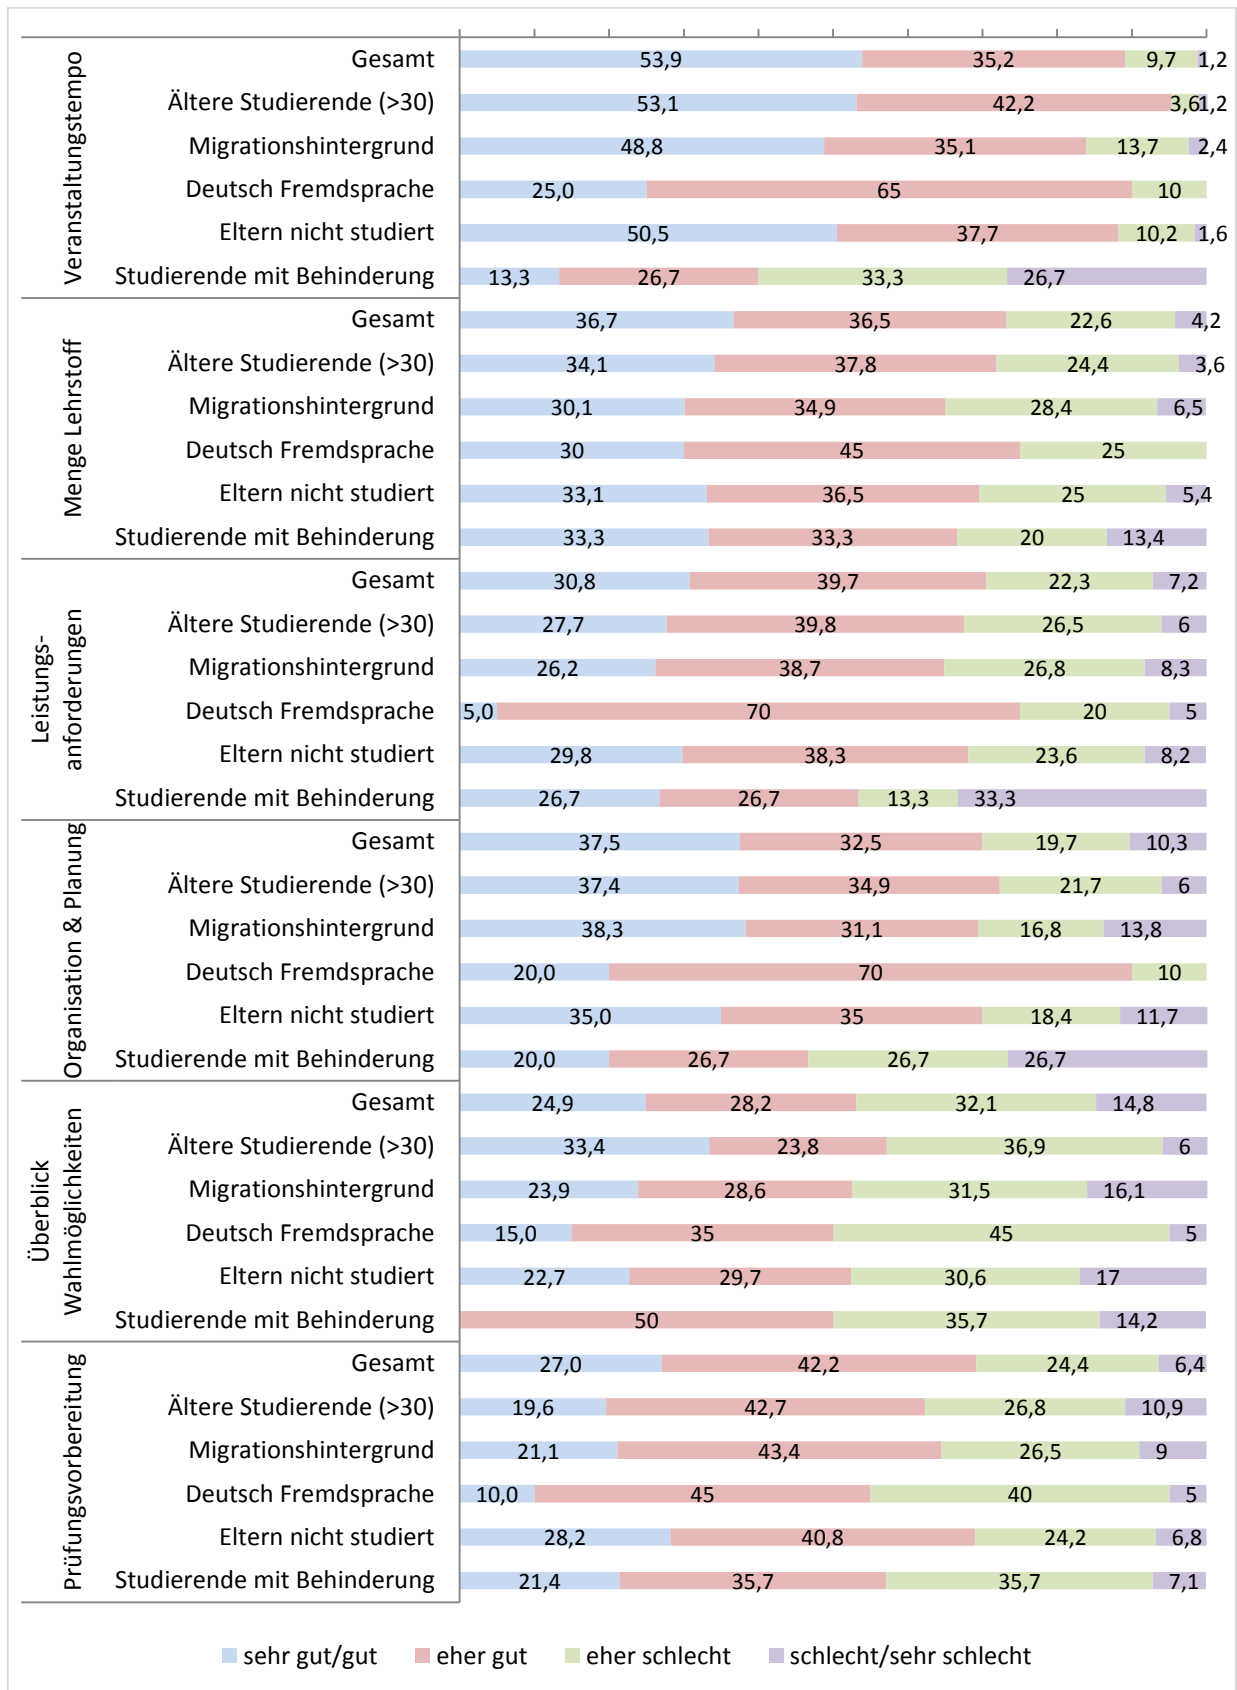 Veranstaltungstempo
Gesamt 53,9 35,2 9,7 1,2
Ältere Studierende (>30) 53,1 42,2 3,6 1,2
Migrationshintergrund 48,8 35,1 13,7 2,4
Deutsch Fremdsprache 25,0 65 10
Eltern nicht studiert 50,5 37,7 10,2 1,6
Studierende mit Behinderung 13,3 26,7 33,3 26,7
Menge Lehrstoff
Gesamt 36,7 36,5 22,6 4,2
Ältere Studierende (>30) 34,1 37,8 24,4 3,6
Migrationshintergrund 30,1 34,9 28,4 6,5
Deutsch Fremdsprache 30 45 25
Eltern nicht studiert 33,1 36,5 25 5,4
Studierende mit Behinderung 33,3 33,3 20 13,4
Leistungs-
anforderungen
Gesamt 30,8 39,7 22,3 7,2
Ältere Studierende (>30) 27,7 39,8 26,5 6
Migrationshintergrund 26,2 38,7 26,8 8,3
Deutsch Fremdsprache 5,0 70 20 5
Eltern nicht studiert 29,8 38,3 23,6 8,2
Studierende mit Behinderung 26,7 26,7 13,3 33,3
Organisation & Planung
Gesamt 37,5 32,5 19,7 10,3
Ältere Studierende (>30) 37,4 34,9 21,7 6
Migrationshintergrund 38,3 31,1 16,8 13,8
Deutsch Fremdsprache 20,0 70 10
Eltern nicht studiert 35,0 35 18,4 11,7
Studierende mit Behinderung 20,0 26,7 26,7 26,7
Überblick
Wahlmöglichkeiten
Gesamt 24,9 28,2 32,1 14,8
Ältere Studierende (>30) 33,4 23,8 36,9 6
Migrationshintergrund 23,9 28,6 31,5 16,1
Deutsch Fremdsprache 15,0 35 45 5
Eltern nicht studiert 22,7 29,7 30,6 17
Studierende mit Behinderung 50 35,7 14,2
Prüfungsvorbereitung
Gesamt 27,0 42,2 24,4 6,4
Ältere Studierende (>30) 19,6 42,7 26,8 10,9
Migrationshintergrund 21,1 43,4 26,5 9
Deutsch Fremdsprache 10,0 45 40 5
Eltern nicht studiert 28,2 40,8 24,2 6,8
Studierende mit Behinderung 21,4 35,7 35,7 7,1
sehr gut/gut eher gut eher schlecht schlecht/sehr schlecht